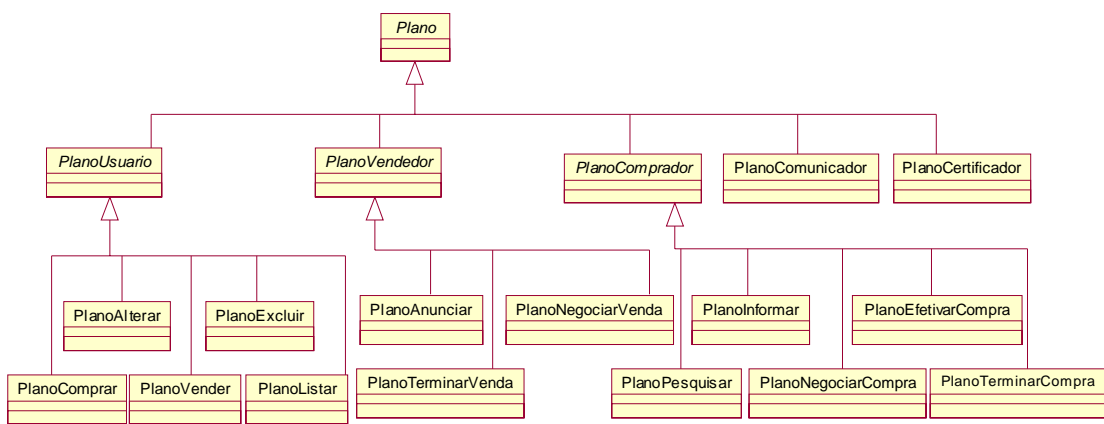 Plano
PlanoUsuario
PlanoVendedor
PlanoComprador
PlanoComunicador
PlanoCertificador
PlanoAlterar
PlanoExcluir
PlanoAnunciar
PlanoNegociarVenda
PlanoInformar
PlanoEfetivarCompra
PlanoComprar
PlanoVender
PlanoListar
PlanoTerminarVenda
PlanoPesquisar
PlanoNegociarCompra
PlanoTerminarCompra